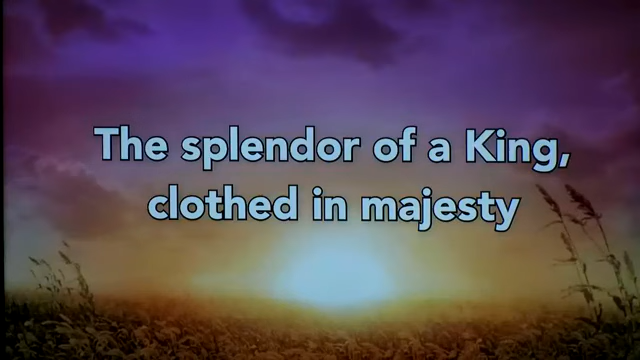 The splendor of a King,
clothed in majesty